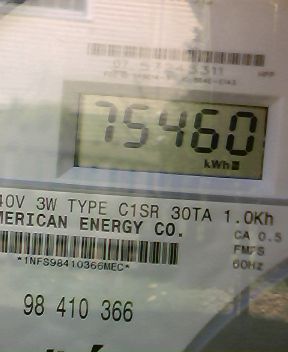 75460
kWh
40V 3W TYPE C1SR 30TA 1.0Kh
MERICAN ENERGY CO.
CA 0.5
FM7S
60Hz
*1NFS98410366MEC*
98 410 366